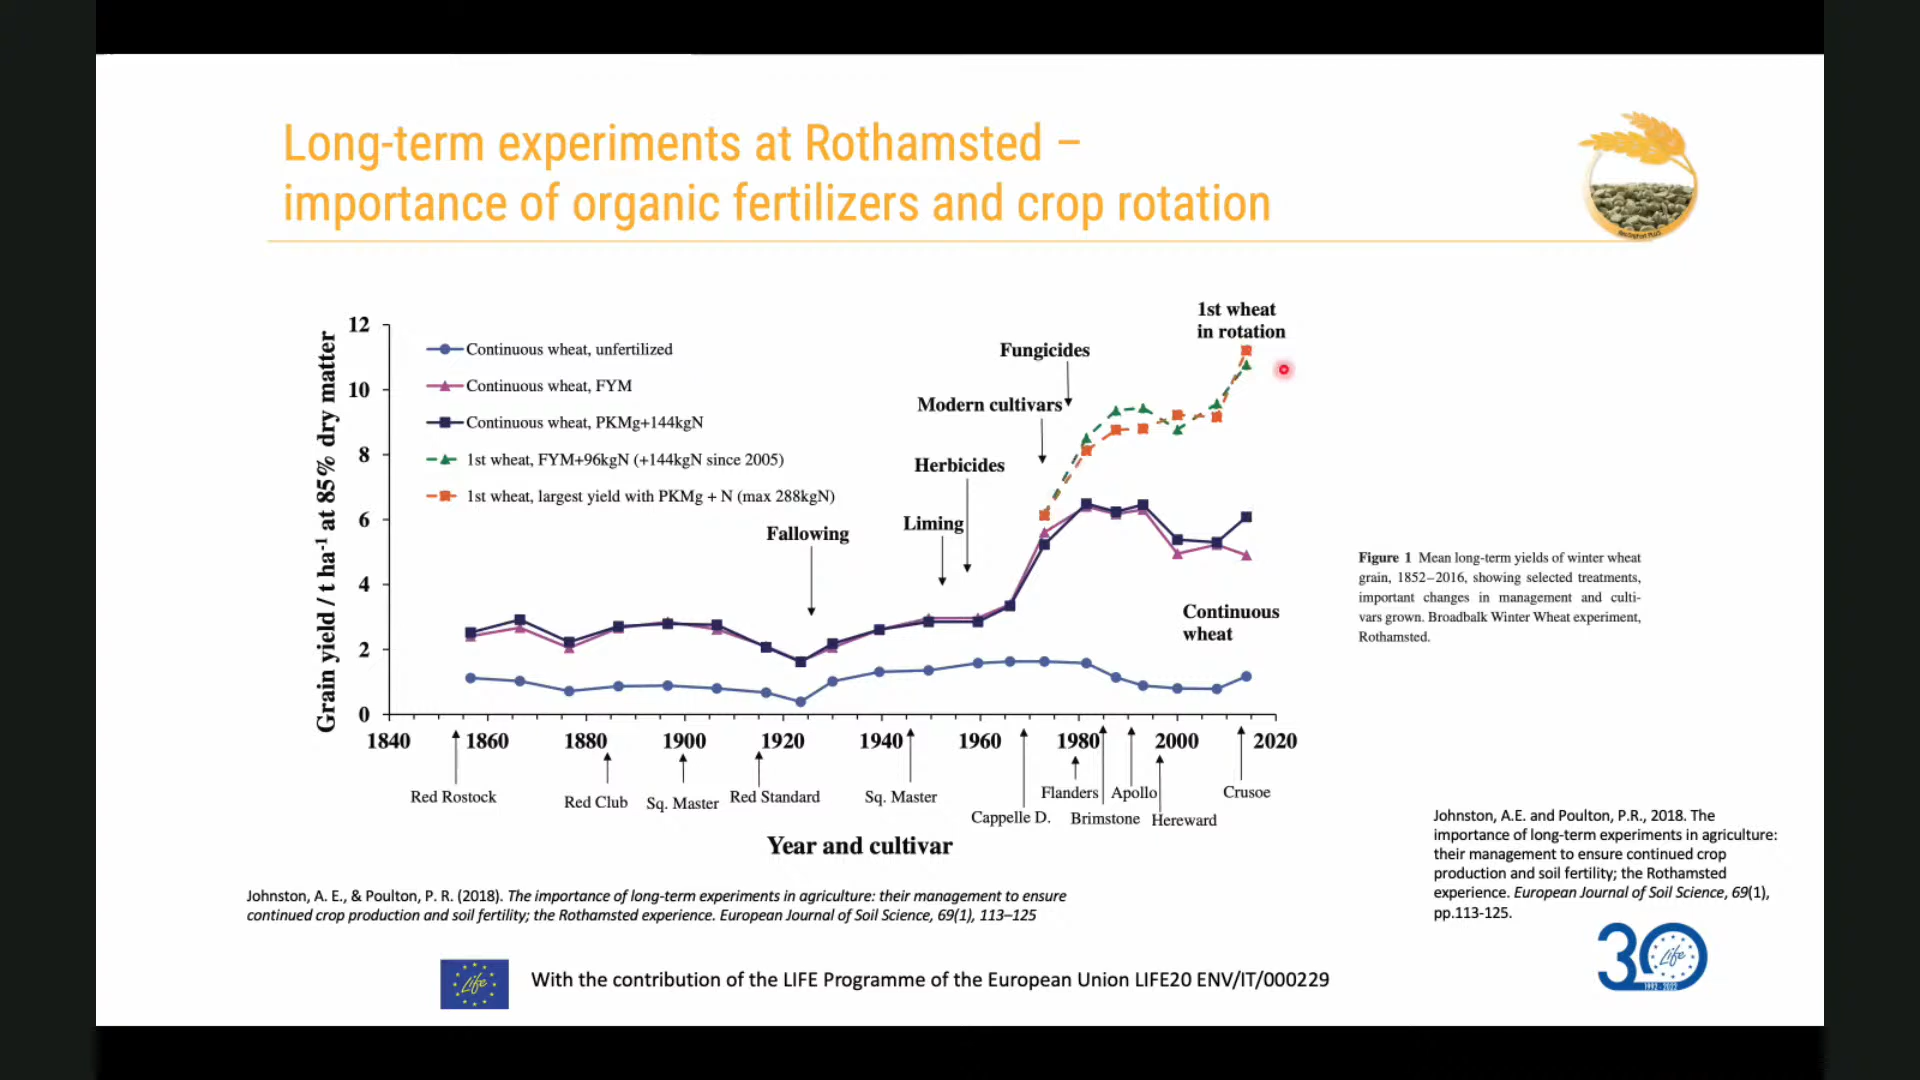 Long-term experiments at Rothamsted –
importance of organic fertilizers and crop rotation
Grain yield / t ha-1 at 85% dry matter
12
10
8
6
4
2
0
Continuous wheat, unfertilized
Continuous wheat, FYM
Continuous wheat, PKMg+144kgN
1st wheat, FYM+96kgN (+144kgN since 2005)
1st wheat, largest yield with PKMg + N (max 288kgN)
Fallowing
Liming
Herbicides
Modern cultivars
Fungicides
1st wheat
in rotation
Continuous
wheat
1840 1860 1880 1900 1920 1940 1960 1980 2000 2020
Red Rostock
Red Club
Sq. Master
Red Standard
Sq. Master
Cappelle D.
Flanders
Brimstone
Apollo
Hereward
Crusoe
Year and cultivar
Figure 1 Mean long-term yields of winter wheat
grain, 1852–2016, showing selected treatments,
important changes in management and culti-
vars grown. Broadbalk Winter Wheat experiment,
Rothamsted.
Johnston, A.E. and Poulton, P.R., 2018. The
importance of long-term experiments in agriculture:
their management to ensure continued crop
production and soil fertility; the Rothamsted
experience. European Journal of Soil Science, 69(1),
pp.113-125.
Johnston, A. E., & Poulton, P. R. (2018). The importance of long-term experiments in agriculture: their management to ensure
continued crop production and soil fertility; the Rothamsted experience. European Journal of Soil Science, 69(1), 113–125
Life
With the contribution of the LIFE Programme of the European Union LIFE20 ENV/IT/000229
30
Life
1992-2022